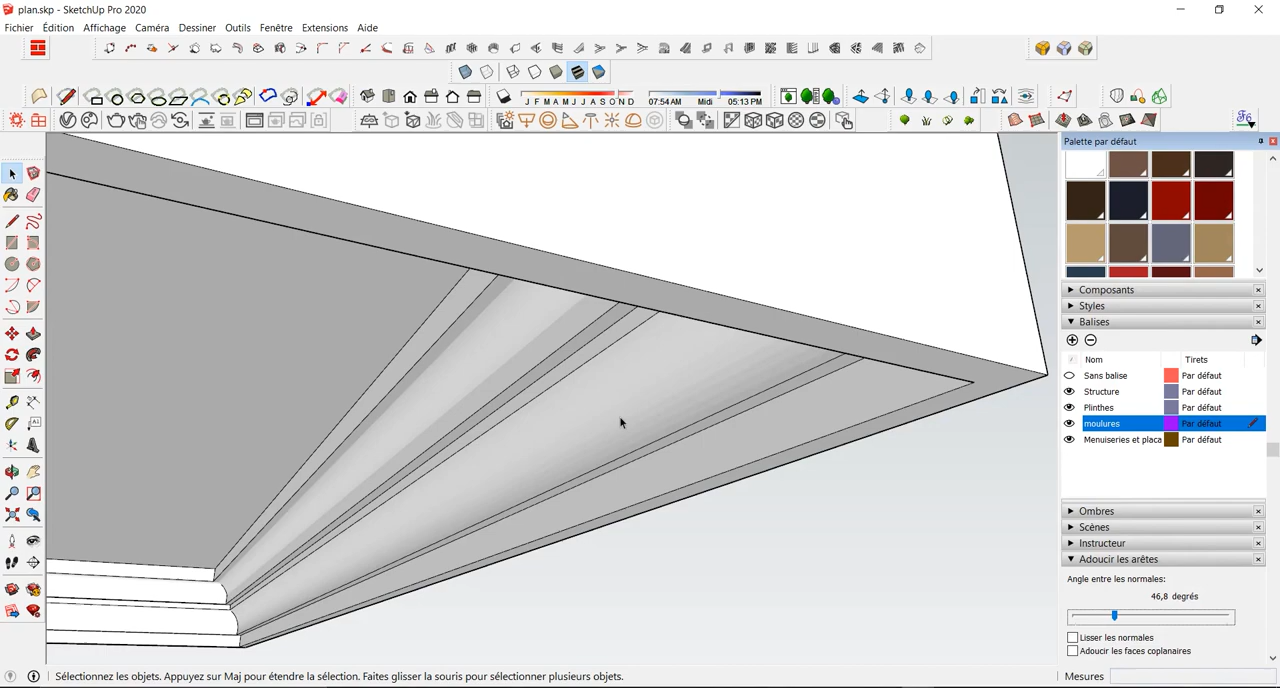 plan.skp - SketchUp Pro 2020
Fichier Édition Affichage Caméra Dessiner Outils Fenêtre Extensions Aide
J F M A M J J A S O N D 07:54 AM Midi 05:13 PM
Palette par défaut
Composants
Styles
Balises
Nom Tirets
Sans balise Par défaut
Structure Par défaut
Plinthes Par défaut
moulures Par défaut
Menuiseries et placa Par défaut
Ombres
Scènes
Instructeur
Adoucir les arêtes
Angle entre les normales:
46,8 degrés
Lisser les normales
Adoucir les faces coplanaires
Sélectionnez les objets. Appuyez sur Maj pour étendre la sélection. Faites glisser la souris pour sélectionner plusieurs objets. Mesures